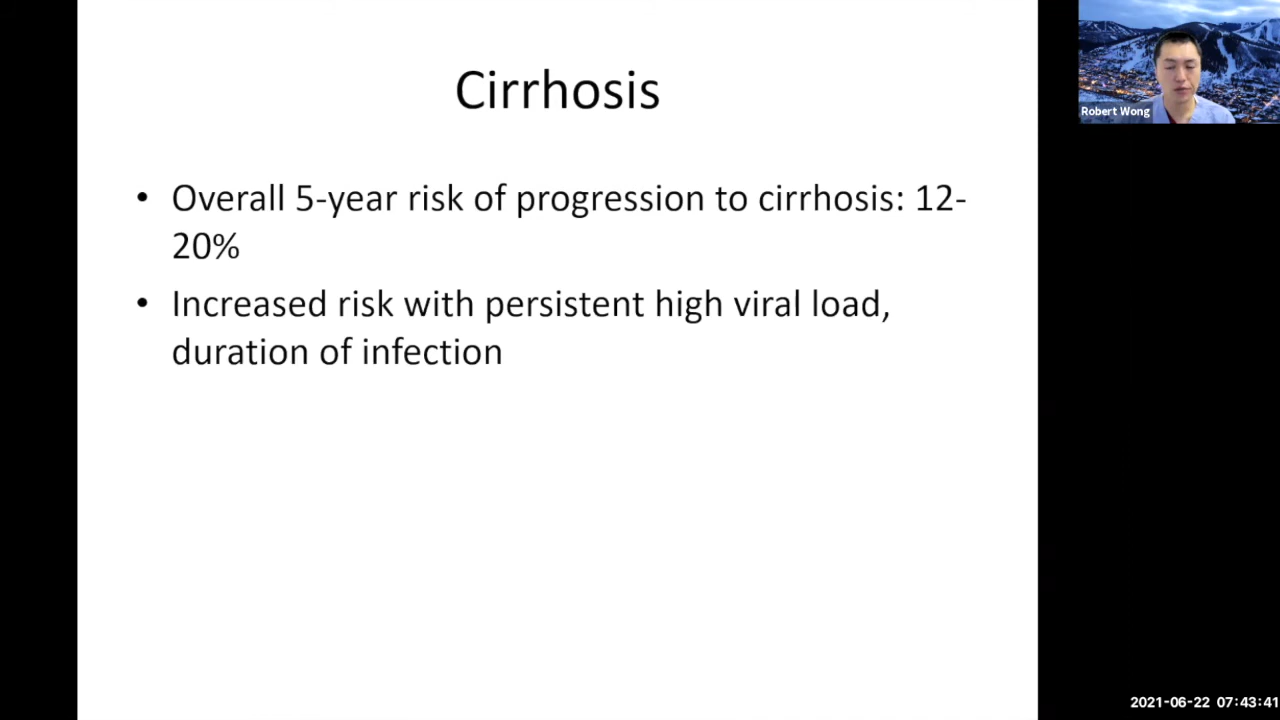 Cirrhosis
• Overall 5-year risk of progression to cirrhosis: 12-
20%
• Increased risk with persistent high viral load,
duration of infection
Robert Wong
2021-06-22 07:43:41